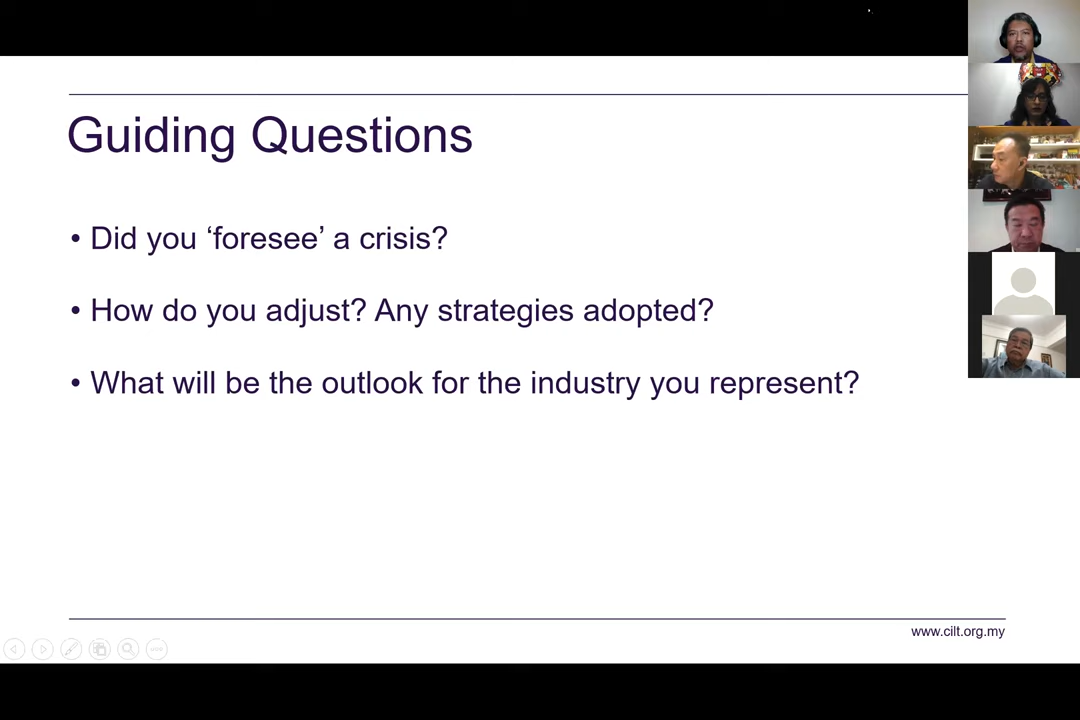 Guiding Questions
• Did you ‘foresee’ a crisis?
• How do you adjust? Any strategies adopted?
• What will be the outlook for the industry you represent?
www.cilt.org.my